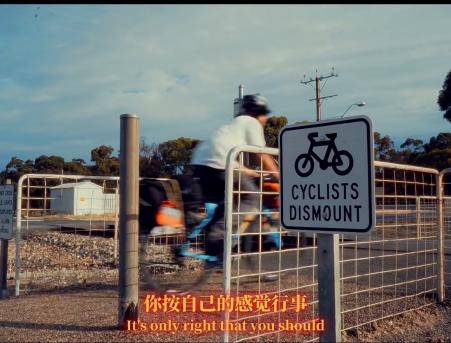 CYCLISTS
DISMOUNT
你按自己的感觉行事
It's only right that you should